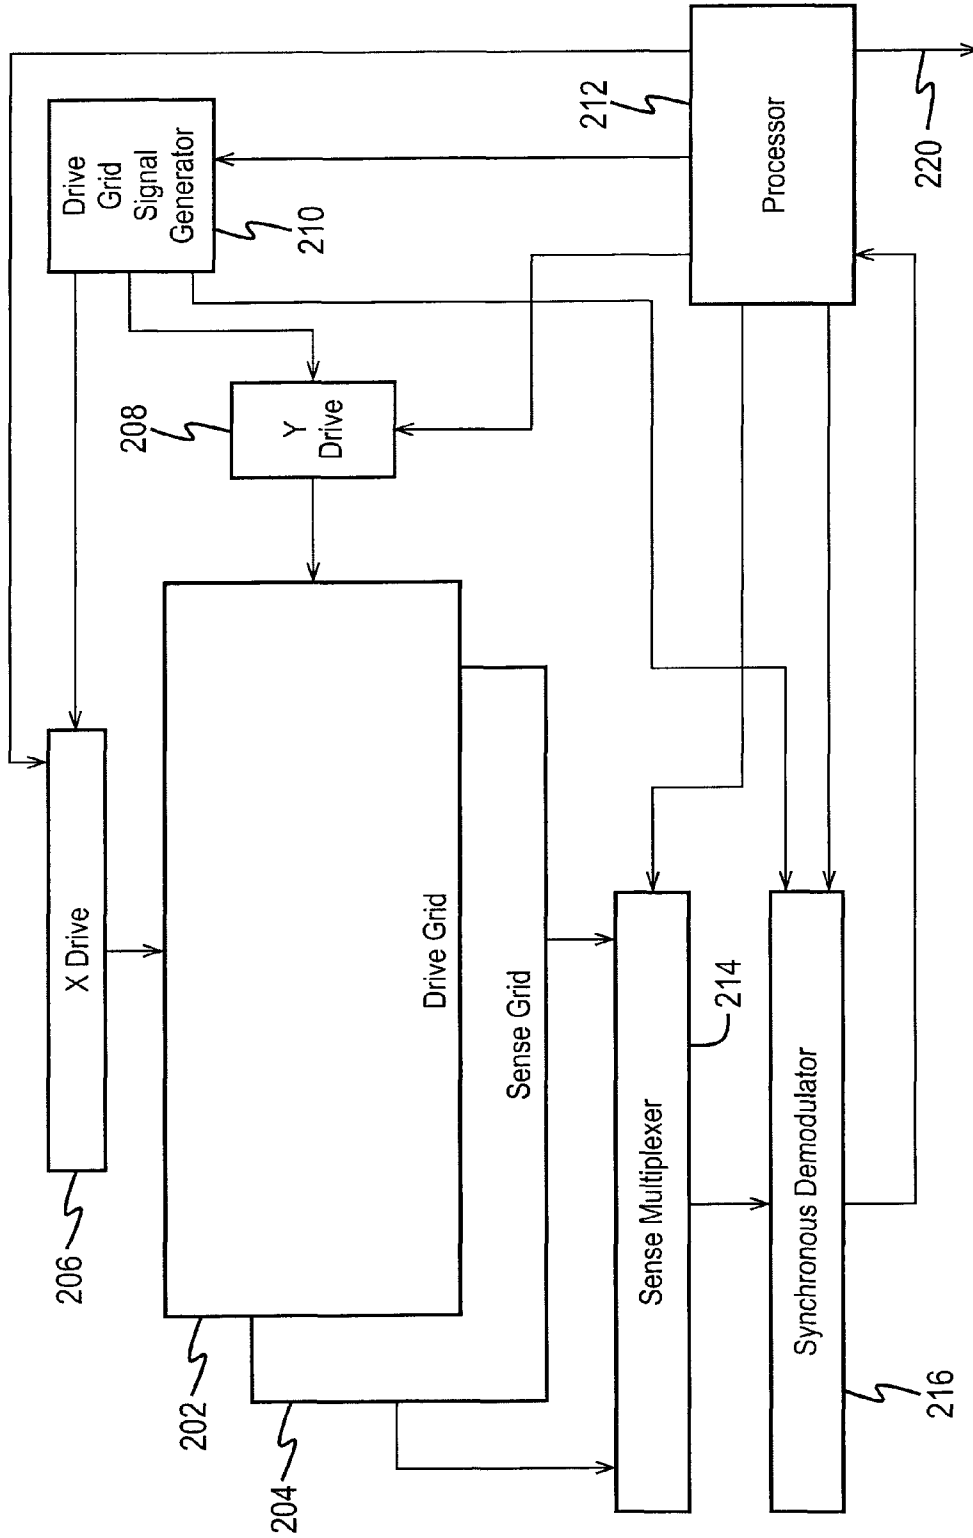 206
X Drive
Drive
Grid
Signal
Generator
210
208
Y
Drive
212
Processor
220
202
Drive Grid
204
Sense Grid
Sense Multiplexer
214
Synchronous Demodulator
216